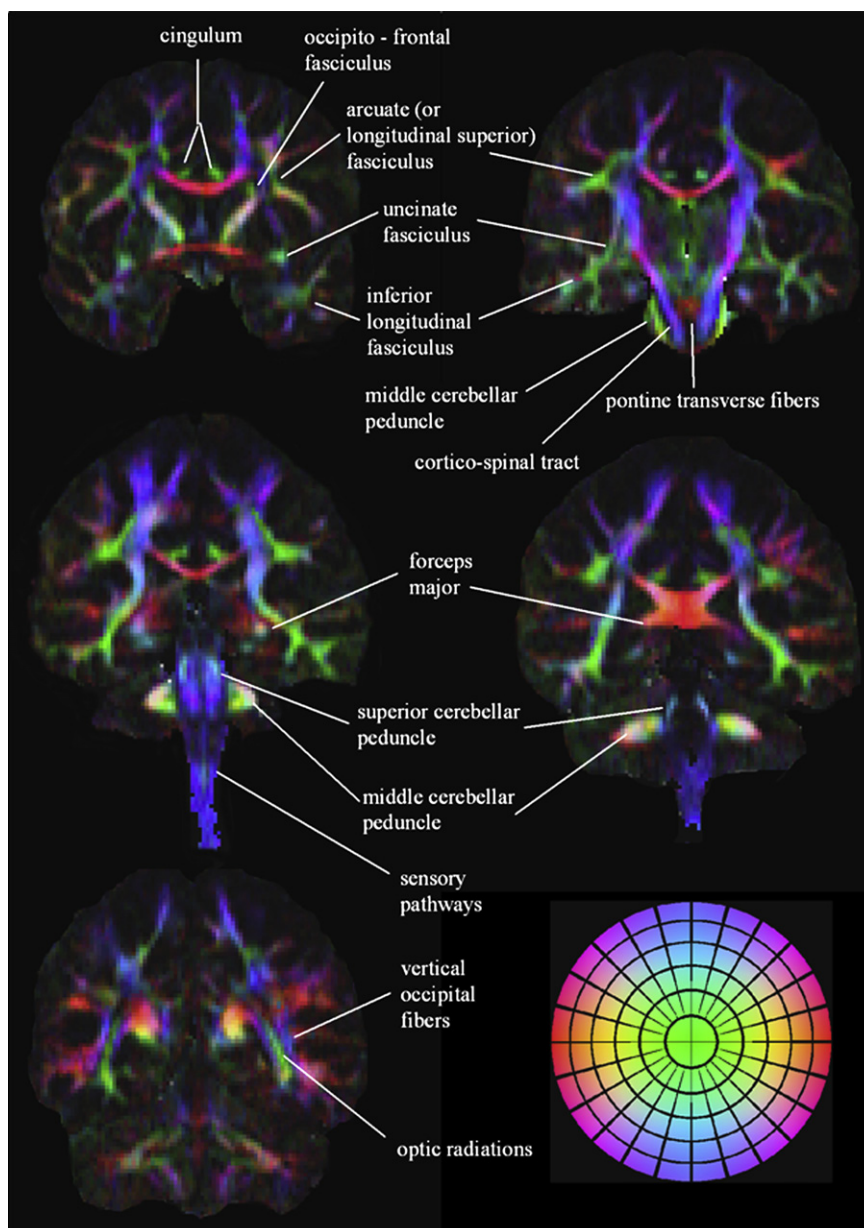 cingulum
occipito - frontal
fasciculus
arcuate (or
longitudinal superior)
fasciculus
uncinate
fasciculus
inferior
longitudinal
fasciculus
middle cerebellar
peduncle
pontine transverse fibers
cortico-spinal tract
forceps
major
superior cerebellar
peduncle
middle cerebellar
peduncle
sensory
pathways
vertical
occipital
fibers
optic radiations